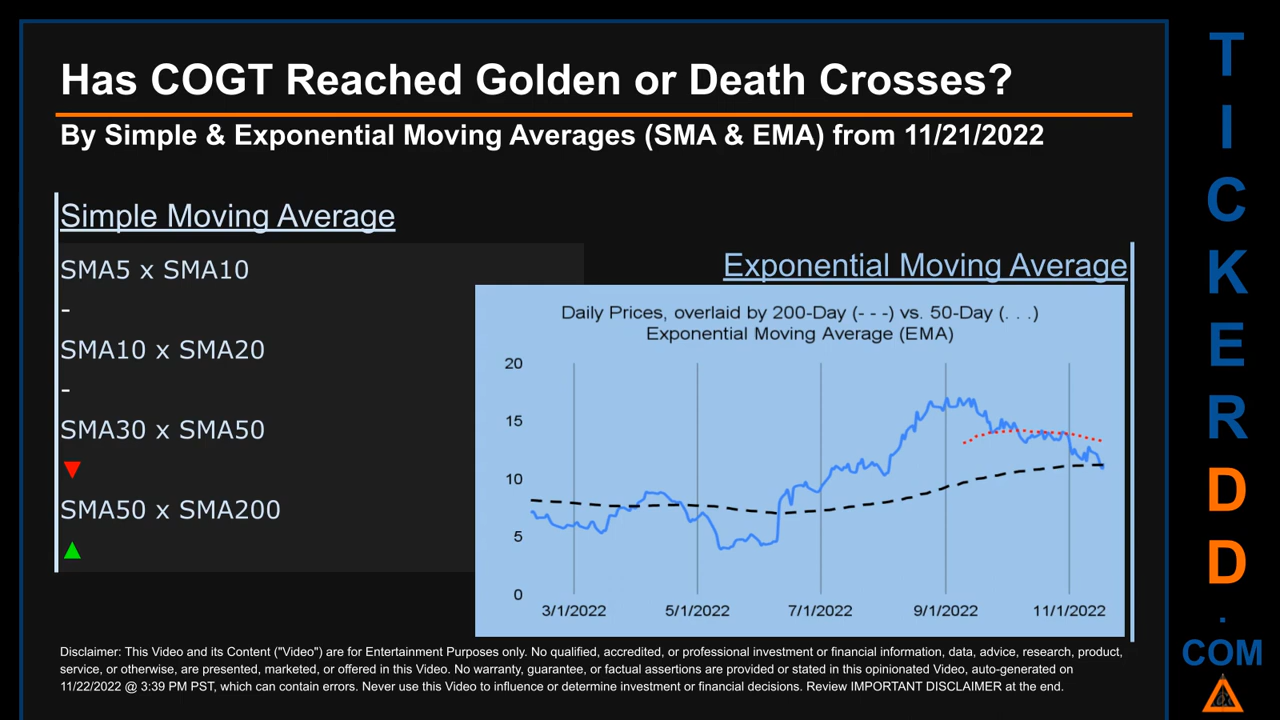 Has COGT Reached Golden or Death Crosses?
By Simple & Exponential Moving Averages (SMA & EMA) from 11/21/2022
Simple Moving Average
SMA5 x SMA10
-
SMA10 x SMA20
-
SMA30 x SMA50
▼
SMA50 x SMA200
▲
Exponential Moving Average
Daily Prices, overlaid by 200-Day (- - -) vs. 50-Day (. . .)
Exponential Moving Average (EMA)
20
15
10
5
0
3/1/2022 5/1/2022 7/1/2022 9/1/2022 11/1/2022
Disclaimer: This Video and its Content ("Video") are for Entertainment Purposes only. No qualified, accredited, or professional investment or financial information, data, advice, research, product,
service, or otherwise, are presented, marketed, or offered in this Video. No warranty, guarantee, or factual assertions are provided or stated in this opinionated Video, auto-generated on
11/22/2022 @ 3:39 PM PST, which can contain errors. Never use this Video to influence or determine investment or financial decisions. Review IMPORTANT DISCLAIMER at the end.
T
I
C
K
E
R
D
D
.
COM